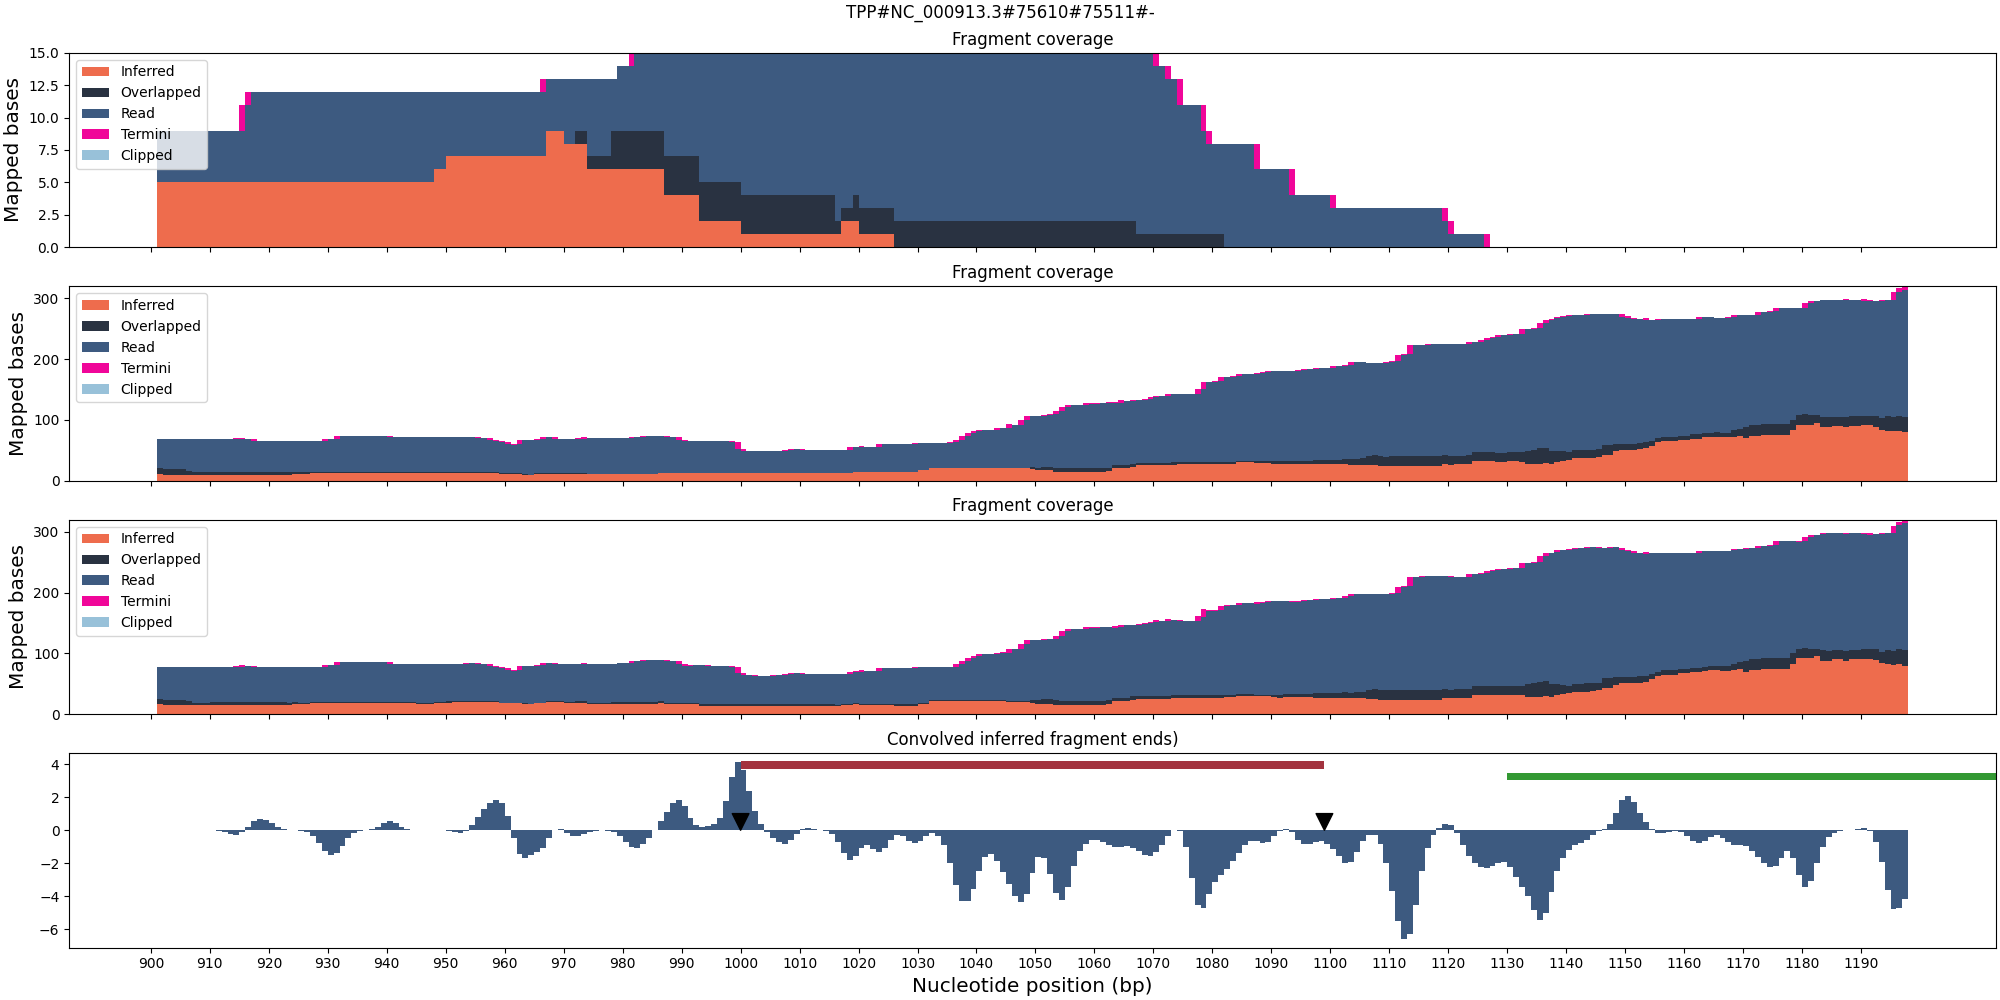 TPP#NC_000913.3#75610#75511#-
Fragment coverage
Mapped bases
15.0
12.5
10.0
7.5
5.0
2.5
0.0
Inferred
Overlapped
Read
Termini
Clipped
Fragment coverage
Mapped bases
300
200
100
0
Inferred
Overlapped
Read
Termini
Clipped
Fragment coverage
Mapped bases
300
200
100
0
Inferred
Overlapped
Read
Termini
Clipped
Convolved inferred fragment ends)
4
2
0
−2
−4
−6
900 910 920 930 940 950 960 970 980 990 1000 1010 1020 1030 1040 1050 1060 1070 1080 1090 1100 1110 1120 1130 1140 1150 1160 1170 1180 1190
Nucleotide position (bp)